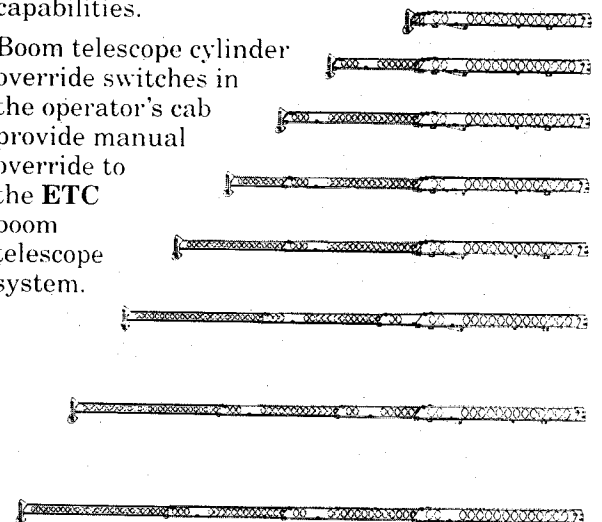 capabilities.
Boom telescope cylinder
override switches in
the operator's cab
provide manual
override to
the ETC
boom
telescope
system.